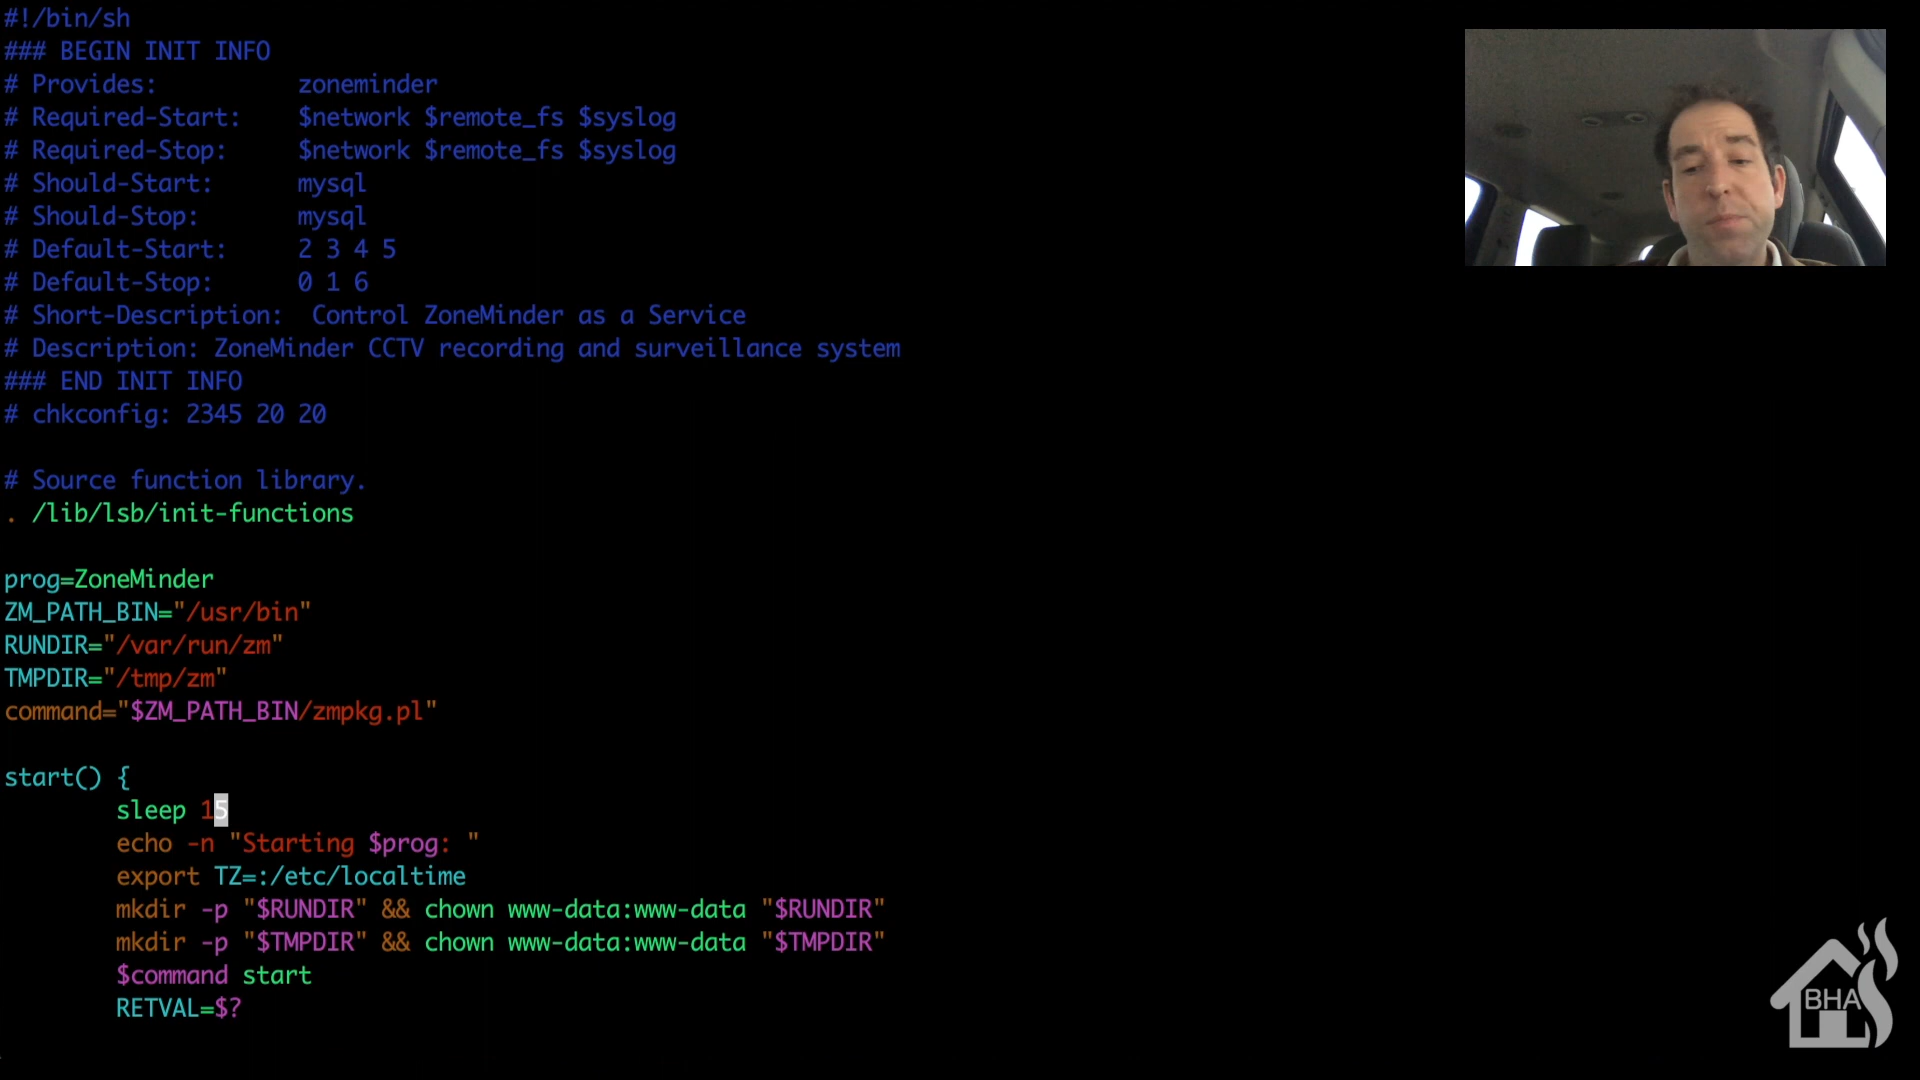 #!/bin/sh
### BEGIN INIT INFO
# Provides:          zoneminder
# Required-Start:    $network $remote_fs $syslog
# Required-Stop:     $network $remote_fs $syslog
# Should-Start:      mysql
# Should-Stop:       mysql
# Default-Start:     2 3 4 5
# Default-Stop:      0 1 6
# Short-Description:  Control ZoneMinder as a Service
# Description: ZoneMinder CCTV recording and surveillance system
### END INIT INFO
# chkconfig: 2345 20 20
# Source function library.
. /lib/lsb/init-functions
prog=ZoneMinder
ZM_PATH_BIN="/usr/bin"
RUNDIR="/var/run/zm"
TMPDIR="/tmp/zm"
command="$ZM_PATH_BIN/zmpkg.pl"
start() {
        sleep 15
        echo -n "Starting $prog: "
        export TZ=:/etc/localtime
        mkdir -p "$RUNDIR" && chown www-data:www-data "$RUNDIR"
        mkdir -p "$TMPDIR" && chown www-data:www-data "$TMPDIR"
        $command start
        RETVAL=$?
BHA